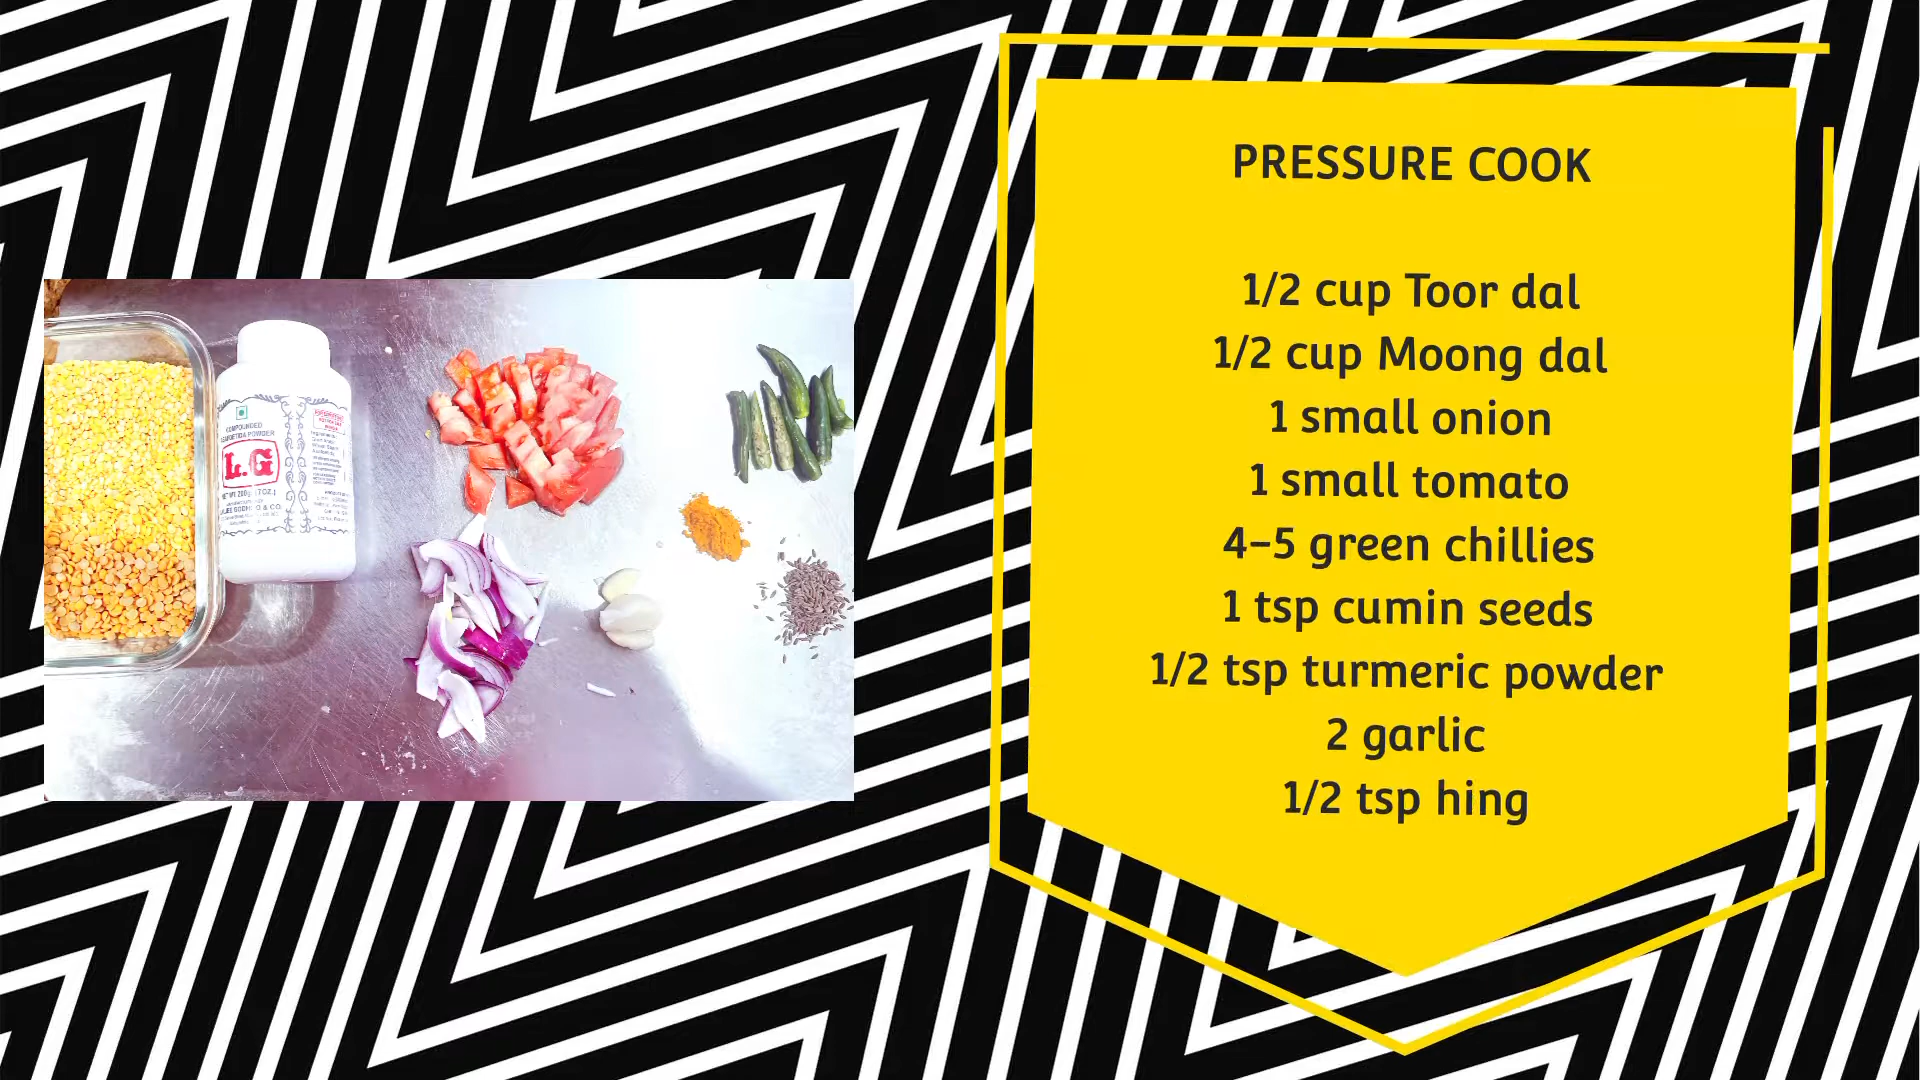 COMPOUNDED
L.G
PRESSURE COOK
1/2 cup Toor dal
1/2 cup Moong dal
1 small onion
1 small tomato
4-5 green chillies
1 tsp cumin seeds
1/2 tsp turmeric powder
2 garlic
1/2 tsp hing